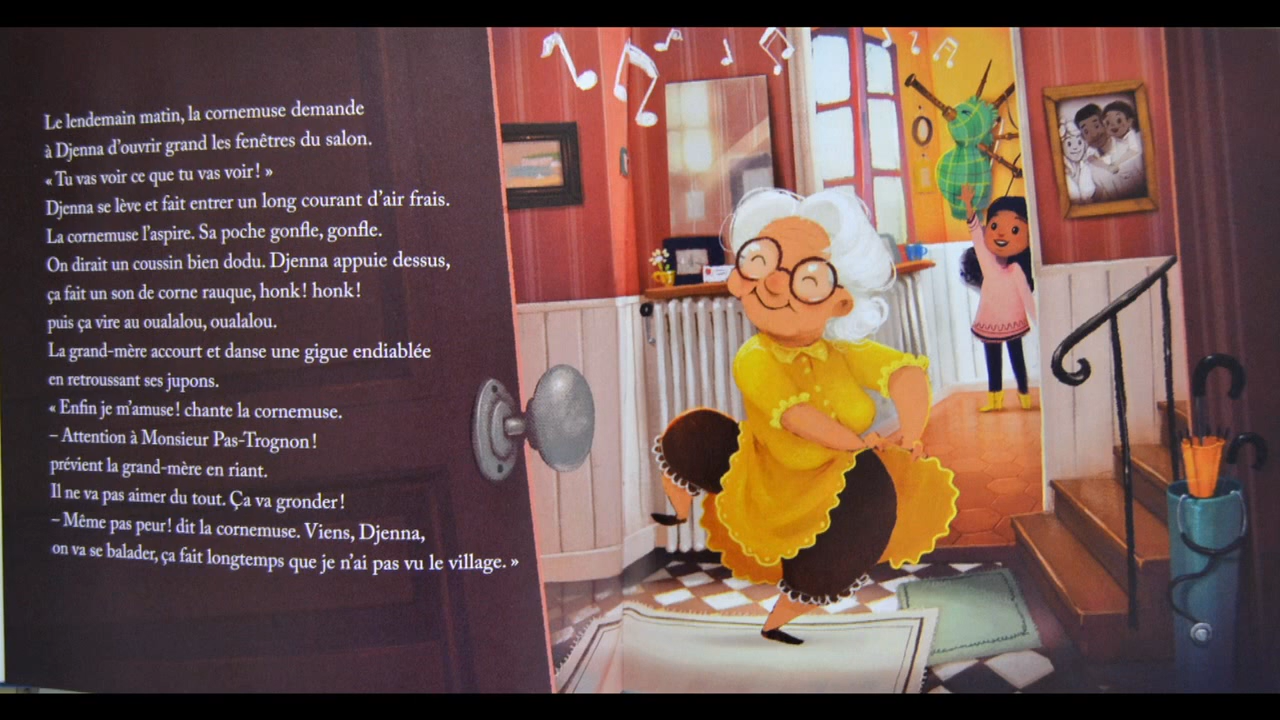 Le lendemain matin, la cornemuse demande
à Djenna d'ouvrir grand les fenêtres du salon.
« Tu vas voir ce que tu vas voir ! »
Djenna se lève et fait entrer un long courant d'air frais.
La cornemuse l'aspire. Sa poche gonfle, gonfle.
On dirait un coussin bien dodu. Djenna appuie dessus,
ça fait un son de corne rauque, honk ! honk !
puis ça vire au oualalou, oualalou.
La grand-mère accourt et danse une gigue endiablée
en retroussant ses jupons.
« Enfin je m'amuse ! chante la cornemuse.
– Attention à Monsieur Pas-Trognon !
prévient la grand-mère en riant.
Il ne va pas aimer du tout. Ça va gronder !
– Même pas peur ! dit la cornemuse. Viens, Djenna,
on va se balader, ça fait longtemps que je n'ai pas vu le village. »